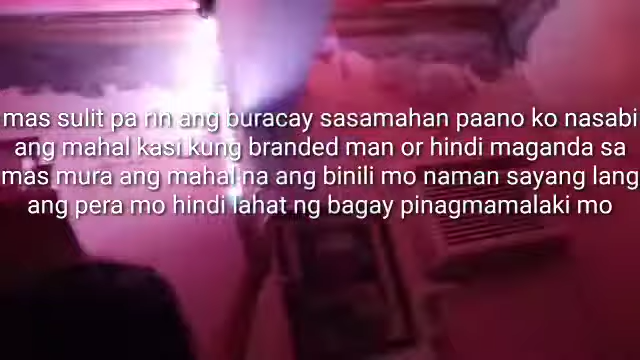 mas sulit pa rin ang buracay sasamahan paano ko nasabi
ang mahal kasi kung branded man or hindi maganda sa
mas mura ang mahal na ang binili mo naman sayang lang
ang pera mo hindi lahat ng bagay pinagmamalaki mo